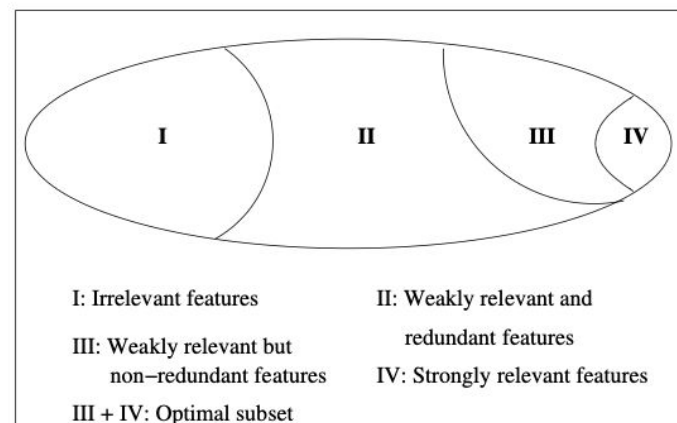 I
II
III
IV
I: Irrelevant features
II: Weakly relevant and
redundant features
III: Weakly relevant but
non−redundant features
IV: Strongly relevant features
III + IV: Optimal subset